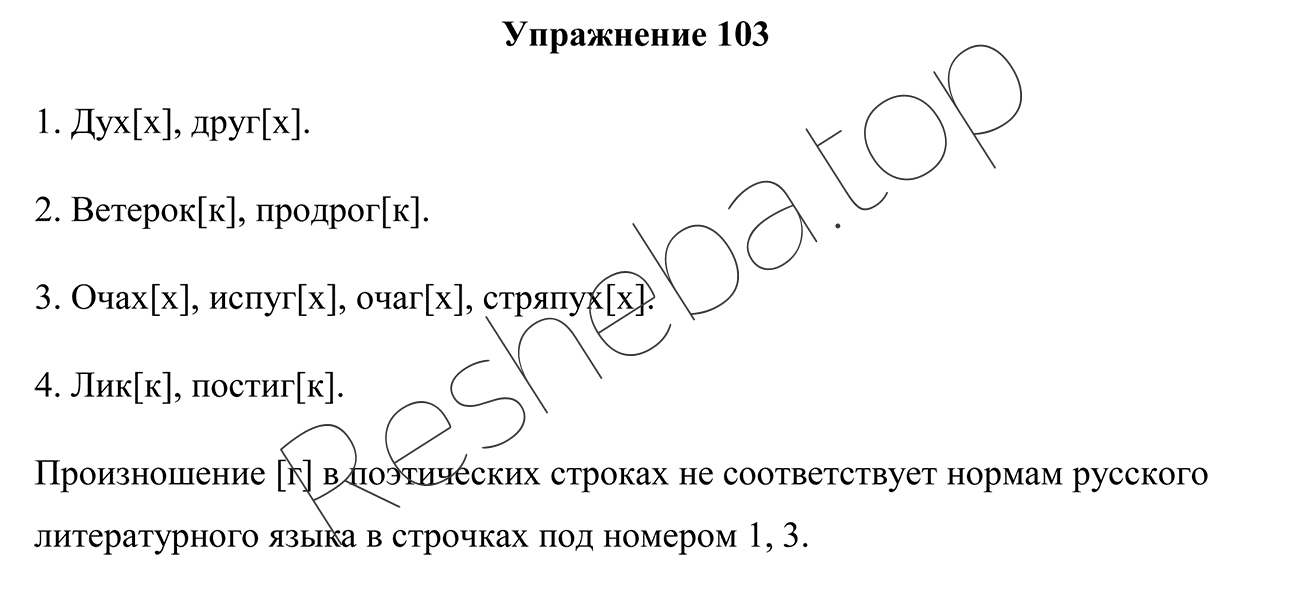 Упражнение 103
1. Дух[х], друг[х].
2. Ветерок[к], продрог[к].
3. Очах[х], испуг[х], очаг[х], стряпух[х].
4. Лик[к], постиг[к].
Произношение [г] в поэтических строках не соответствует нормам русского
литературного языка в строчках под номером 1, 3.
Resheba.top